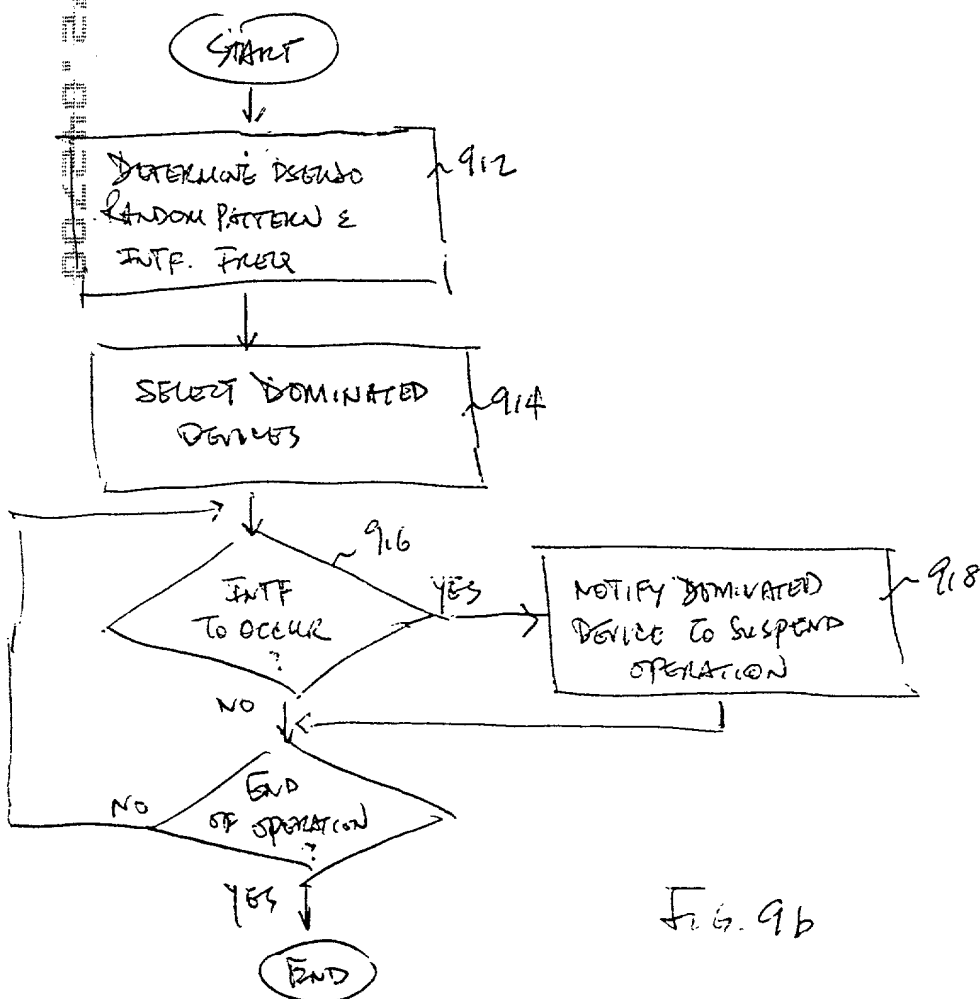 START
DETERMINE PSEUDO
RANDOM PATTERN &
INTF. FREQ
912
SELECT DOMINATED
DEVICES
914
INTF
TO OCCUR
?
916
YES
NOTIFY DOMINATED
DEVICE TO SUSPEND
OPERATION
918
NO
END
OF OPERATION
?
NO
YES
END
FIG. 9b